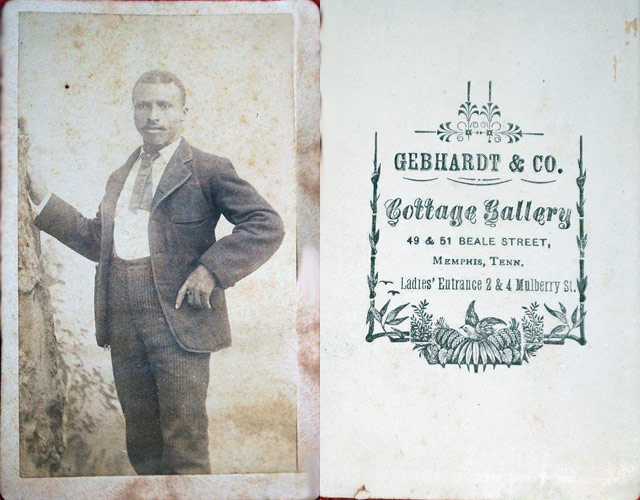 GEBHARDT & CO.
Cottage Gallery
49 & 51 BEALE STREET,
MEMPHIS, TENN.
Ladies' Entrance 2 & 4 Mulberry St.